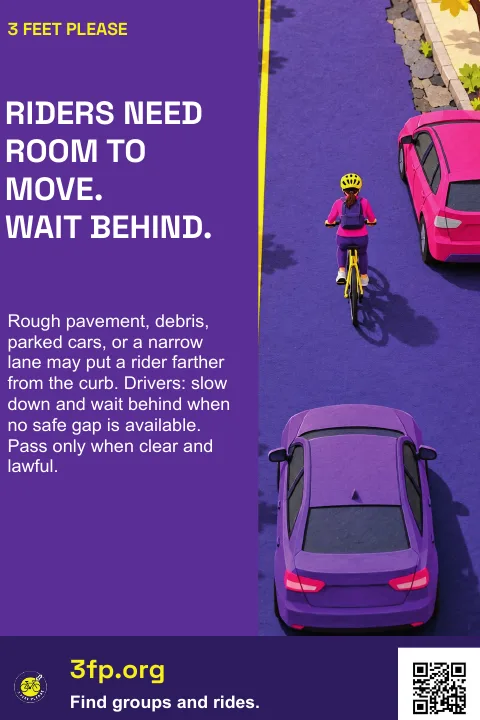 3 FEET PLEASE
RIDERS NEED
ROOM TO
MOVE.
WAIT BEHIND.
Rough pavement, debris,
parked cars, or a narrow
lane may put a rider farther
from the curb. Drivers: slow
down and wait behind when
no safe gap is available.
Pass only when clear and
lawful.
3fp.org
Find groups and rides.